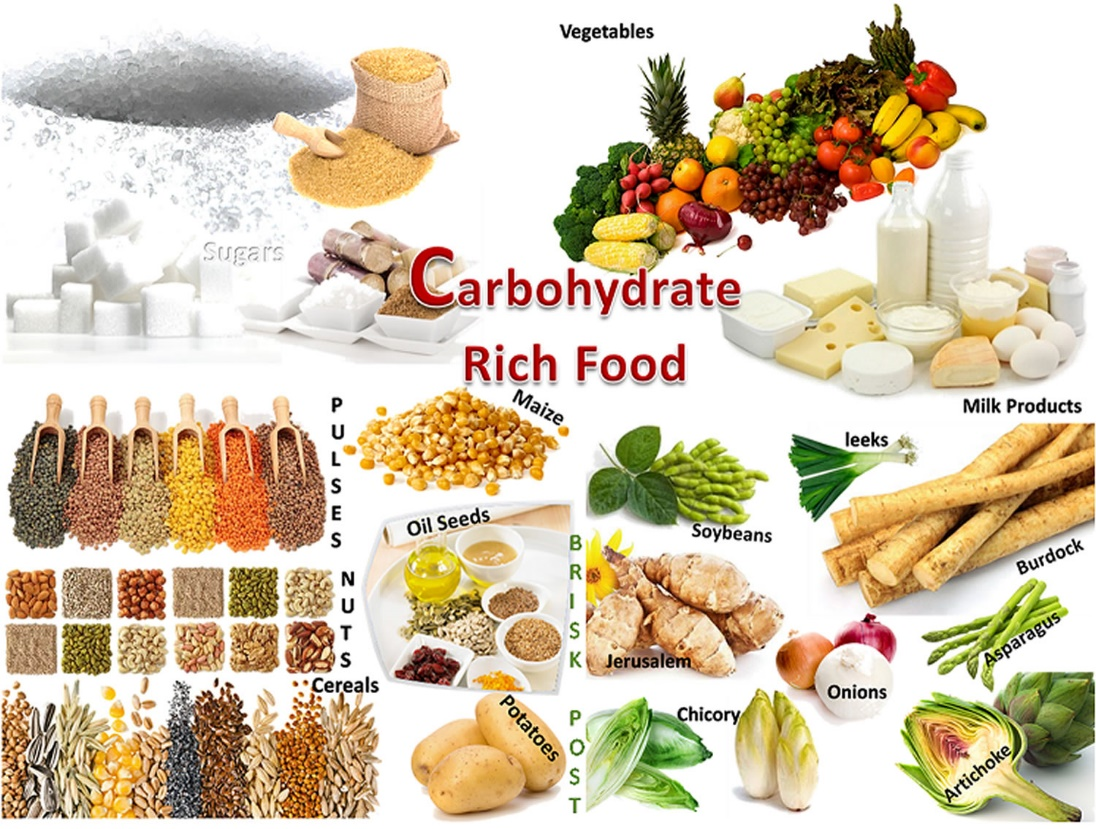 Vegetables
Sugars
Carbohydrate
Rich Food
Milk Products
PULSES
Maize
leeks
Oil Seeds
Soybeanns
Burdock
BRISK
NUTS
Jerusalem
Asparagus
Cereals
Onions
Potatoes
POST
Chicory
Artichoke